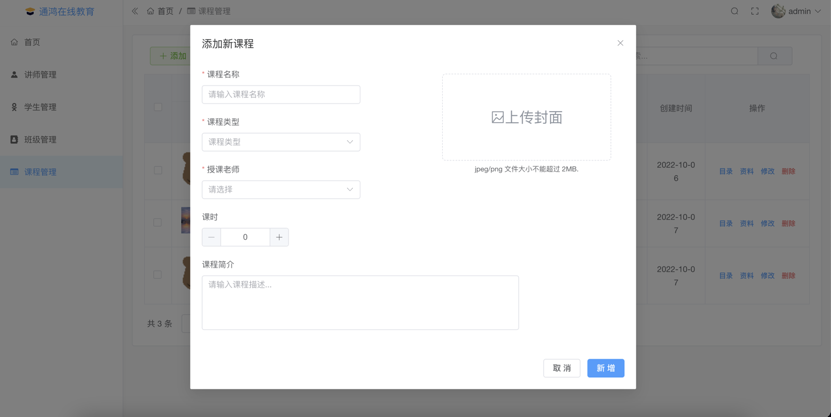 通鸿在线教育
首页 / 课程管理
admin
首页
讲师管理
学生管理
班级管理
课程管理
+ 添加
添加新课程
* 课程名称
请输入课程名称
* 课程类型
课程类型
* 授课老师
请选择
课时
0
课程简介
请输入课程描述...
上传封面
jpeg/png 文件大小不能超过 2MB.
取 消
新 增
创建时间
操作
2022-10-0
6
目录 资料 修改 删除
2022-10-0
7
目录 资料 修改 删除
2022-10-0
7
目录 资料 修改 删除
共 3 条